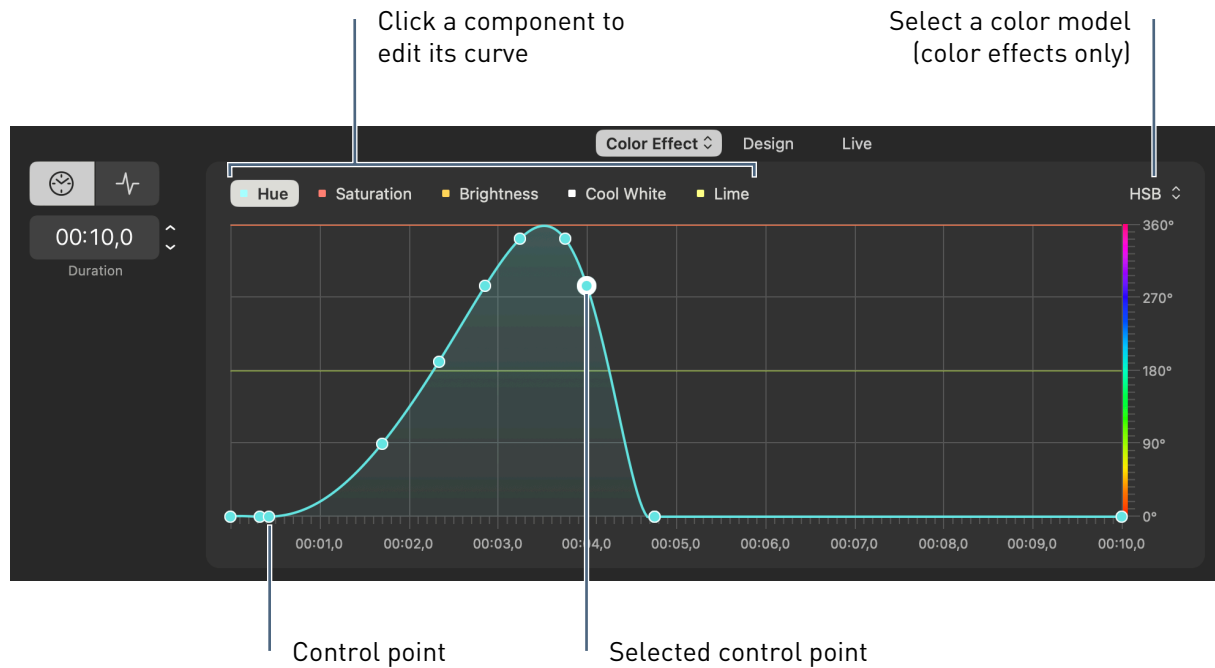 Click a component to
edit its curve
Select a color model
(color effects only)
Color Effect
Design
Live
Hue
Saturation
Brightness
Cool White
Lime
HSB
00:10,0
Duration
360°
270°
180°
90°
0°
00:01,0
00:02,0
00:03,0
00:04,0
00:05,0
00:06,0
00:07,0
00:08,0
00:09,0
00:10,0
Control point
Selected control point